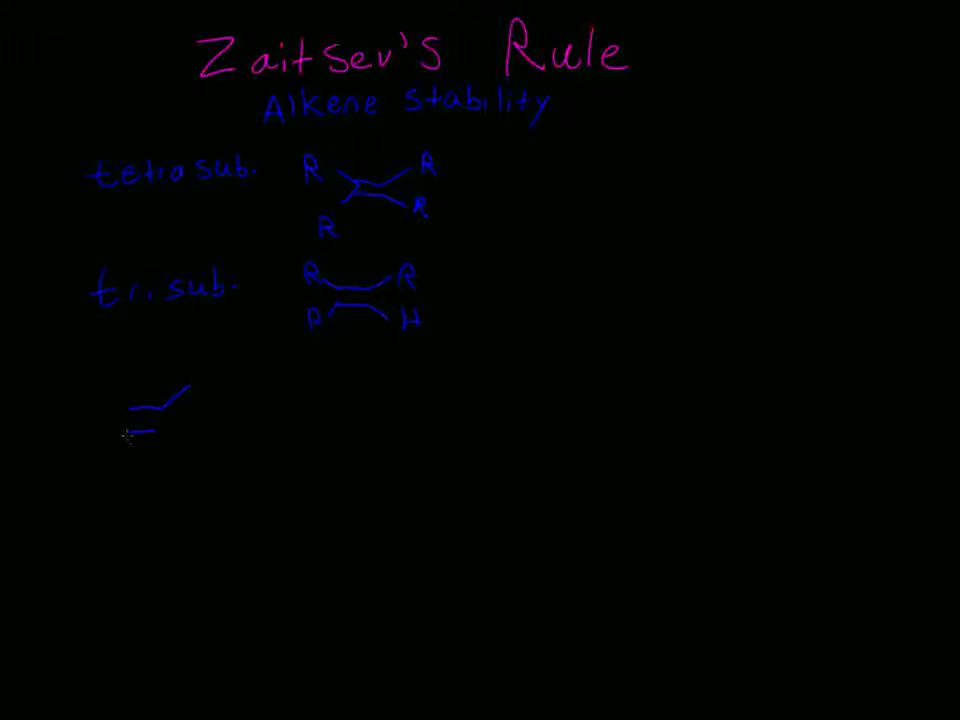 Zaitsev's Rule
Alkene stability
tetrasub. R R
R R
tri.sub. R R
R H